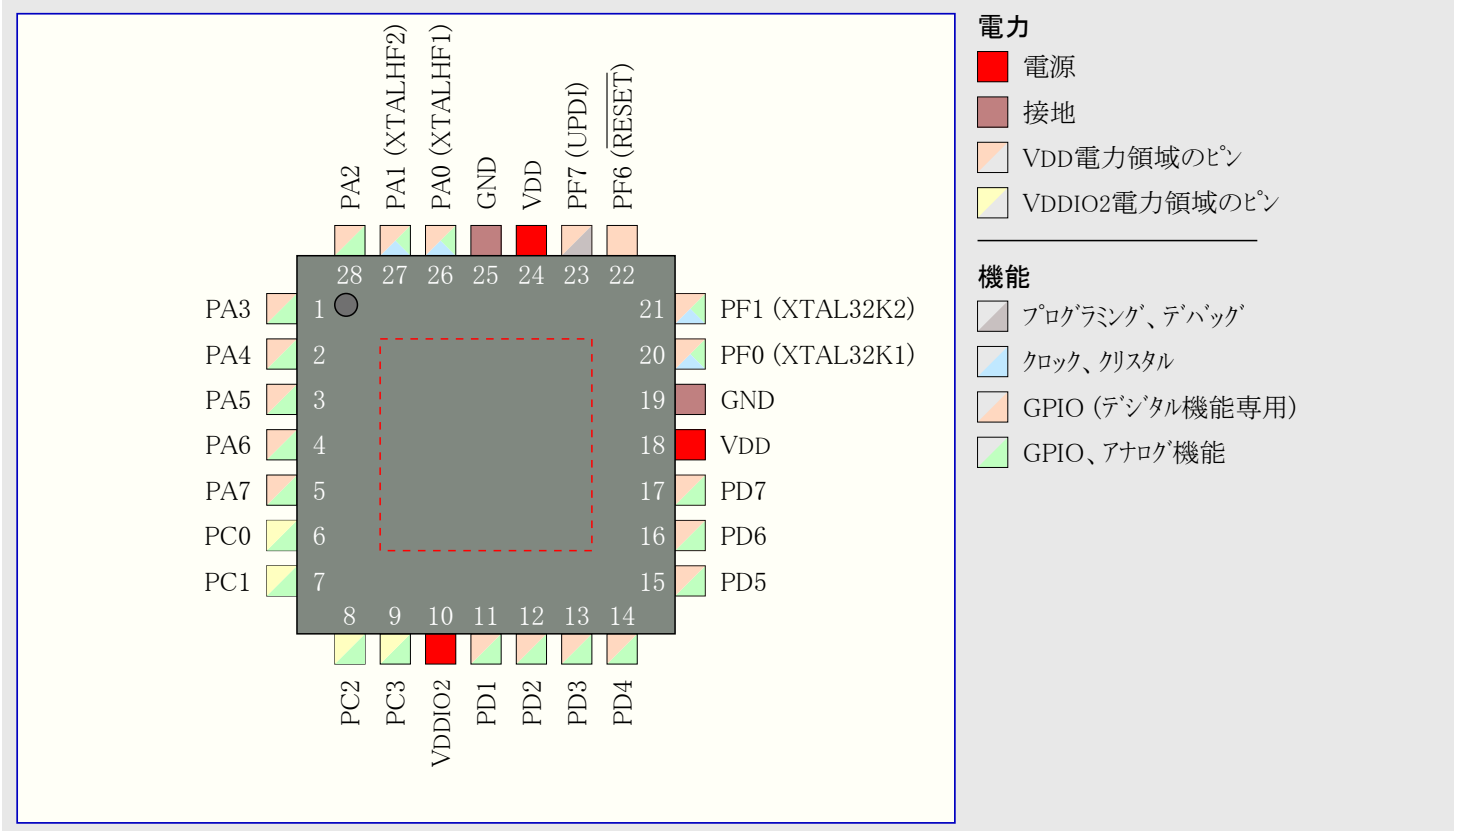 PA2
PA1 (XTALHF2)
PA0 (XTALHF1)
GND
VDD
PF7 (UPDI)
PF6 (RESET)
28 27 26 25 24 23 22
PA3 1
PA4 2
PA5 3
PA6 4
PA7 5
PC0 6
PC1 7
21 PF1 (XTAL32K2)
20 PF0 (XTAL32K1)
19 GND
18 VDD
17 PD7
16 PD6
15 PD5
8 9 10 11 12 13 14
PC2
PC3
VDDIO2
PD1
PD2
PD3
PD4
電力
電源
接地
VDD電力領域のピン
VDDIO2電力領域のピン
機能
プログラミング、デバッグ
クロック、クリスタル
GPIO (デジタル機能専用)
GPIO、アナログ機能